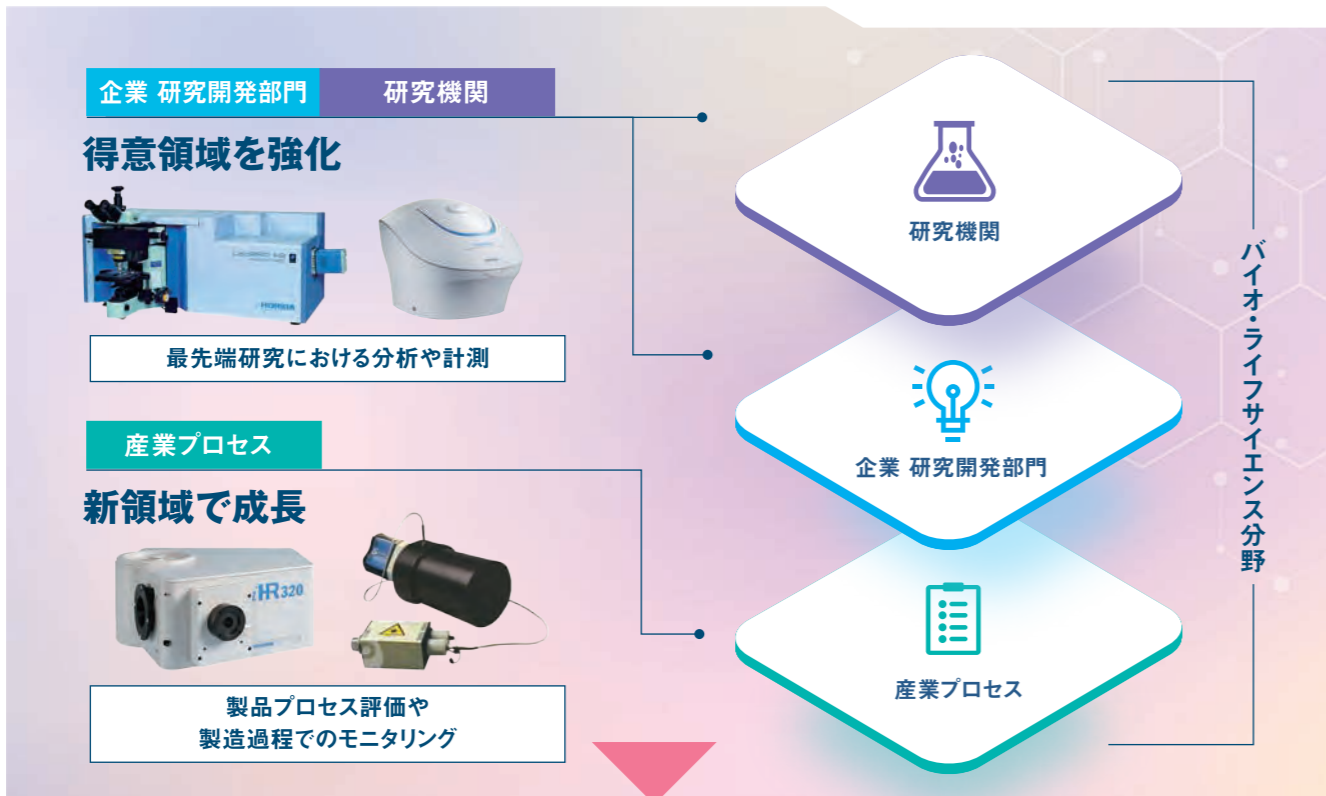 企業 研究開発部門
研究機関
得意領域を強化
HORIBA
最先端研究における分析や計測
産業プロセス
新領域で成長
iHR320
製品プロセス評価や
製造過程でのモニタリング
研究機関
企業 研究開発部門
産業プロセス
バイオ・ライフサイエンス分野